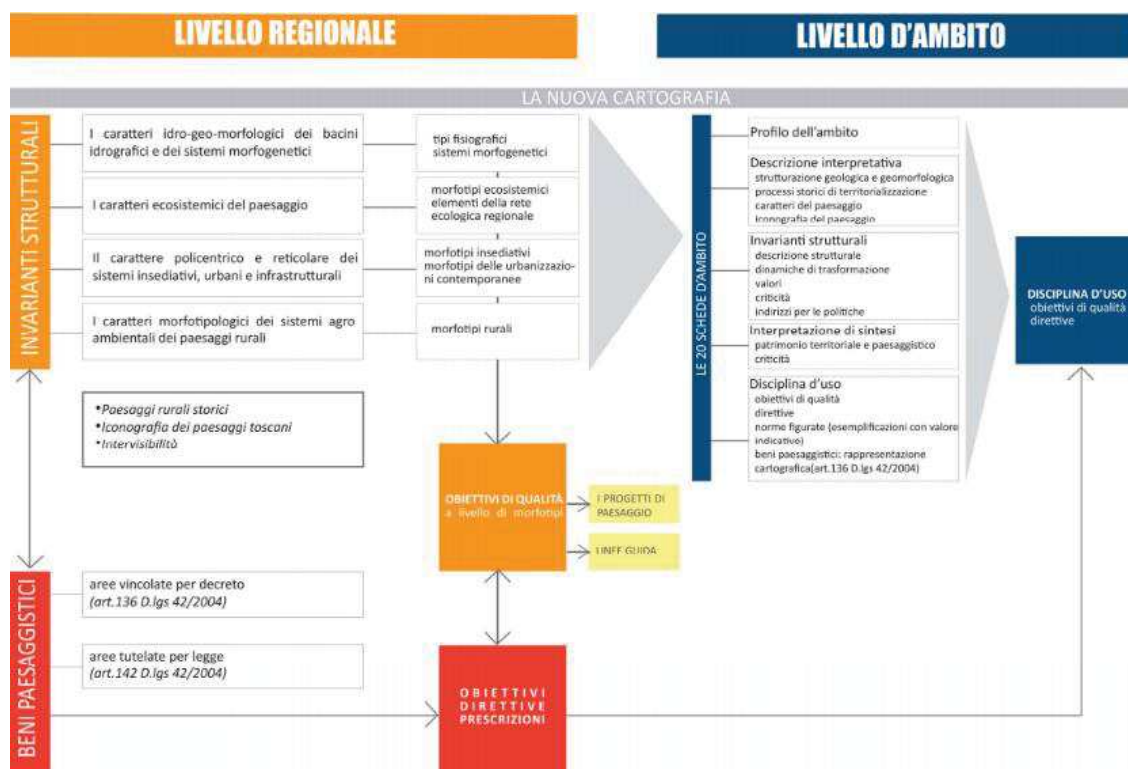 LIVELLO REGIONALE
LIVELLO D'AMBITO
LA NUOVA CARTOGRAFIA
INVARIANTI STRUTTURALI
I caratteri idro-geo-morfologici dei bacini
idrografici e dei sistemi morfogenetici
I caratteri ecosistemici del paesaggio
Il carattere policentrico e reticolare dei
sistemi insediativi, urbani e infrastrutturali
I caratteri morfotipologici dei sistemi agro
ambientali dei paesaggi rurali
tipi fisiografici
sistemi morfogenetici
morfotipi ecosistemici
elementi della rete
ecologica regionale
morfotipi insediativi
morfotipi delle urbanizzazio-
ni contemporanee
morfotipi rurali
•Paesaggi rurali storici
•Iconografia dei paesaggi toscani
•Intervisibilità
OBIETTIVI DI QUALITÀ
a livello di morfotipi
I PROGETTI DI
PAESAGGIO
LINEE GUIDA
BENI PAESAGGISTICI
aree vincolate per decreto
(art.136 D.lgs 42/2004)
aree tutelate per legge
(art.142 D.lgs 42/2004)
OBIETTIVI
DIRETTIVE
PRESCRIZIONI
LE 20 SCHEDE D'AMBITO
Profilo dell'ambito
Descrizione interpretativa
strutturazione geologica e geomorfologica
processi storici di territorializzazione
caratteri del paesaggio
iconografia del paesaggio
Invarianti strutturali
descrizione strutturale
dinamiche di trasformazione
valori
criticità
indirizzi per le politiche
Interpretazione di sintesi
patrimonio territoriale e paesaggistico
criticità
Disciplina d'uso
obiettivi di qualità
direttive
norme figurate (esemplificazioni con valore
indicativo)
beni paesaggistici: rappresentazione
cartografica(art.136 D.lgs 42/2004)
DISCIPLINA D'USO
obiettivi di qualità
direttive